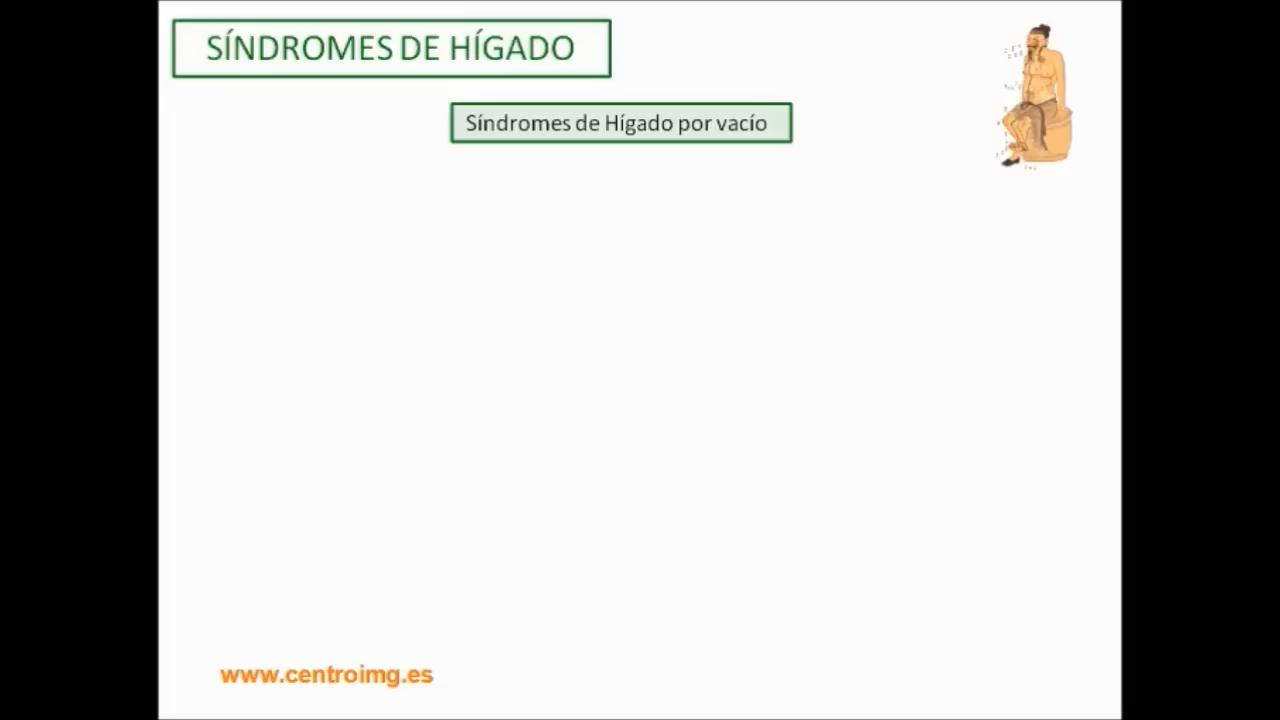 SÍNDROMES DE HÍGADO
Síndromes de Hígado por vacío
www.centroimg.es